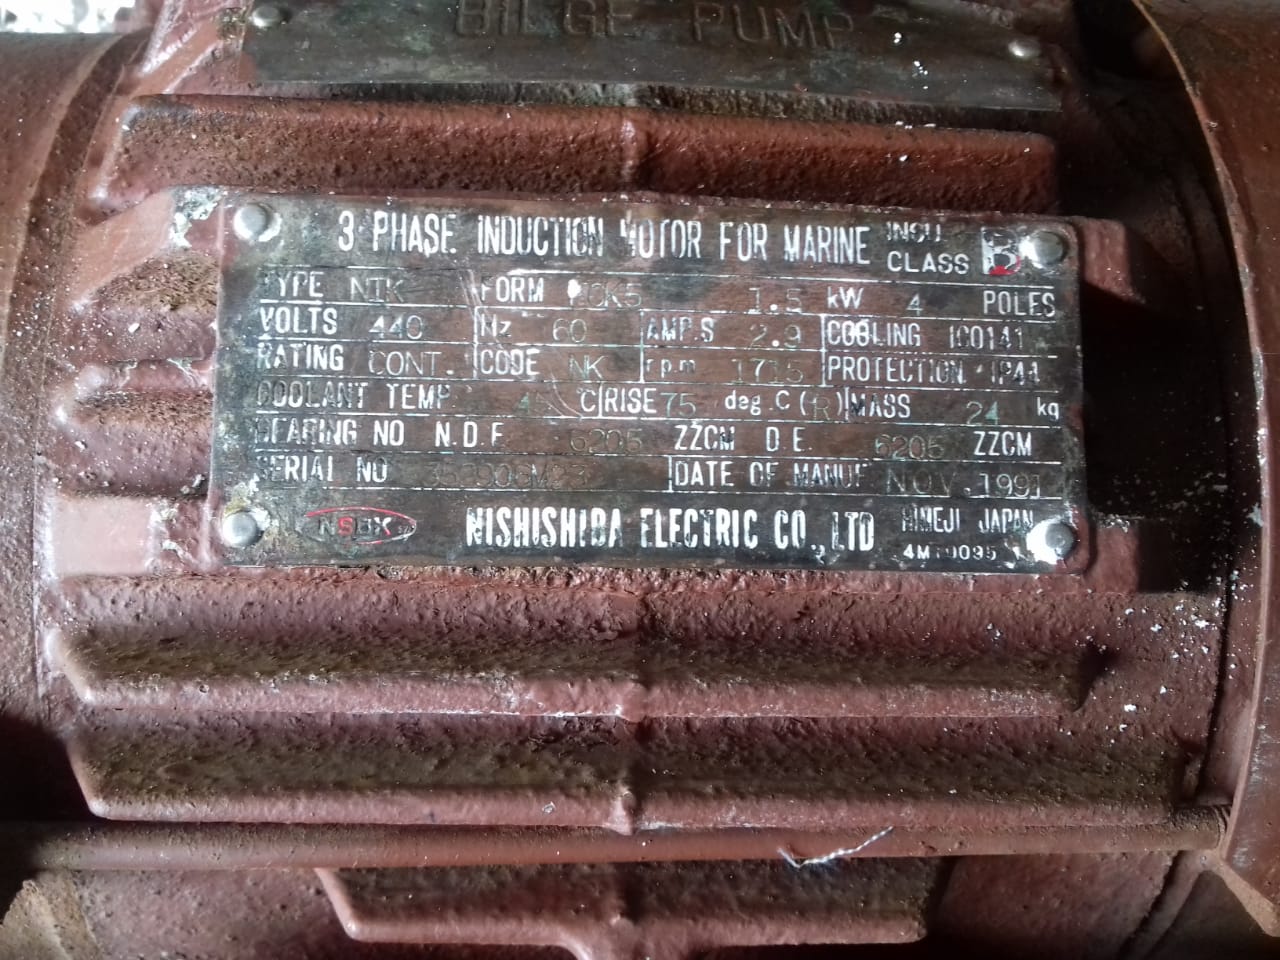 BILGE PUMP
3 PHASE INDUCTION MOTOR FOR MARINE INSU CLASS B
TYPE NTK FORM 1.5 kW 4 POLES
VOLTS 440 Hz 60 AMP.S 2.9 COOLING IC0141
RATING CONT. CODE NK rpm 1715 PROTECTION IP44
COOLANT TEMP. 45 C RISE 75 deg.C (R) MASS 24 kg
BEARING NO N.D.E. 6205 ZZCM D.E. 6205 ZZCM
SERIAL NO DATE OF MANUF NOV.1991
NSDK NISHISHIBA ELECTRIC CO.,LTD HIMEJI JAPAN